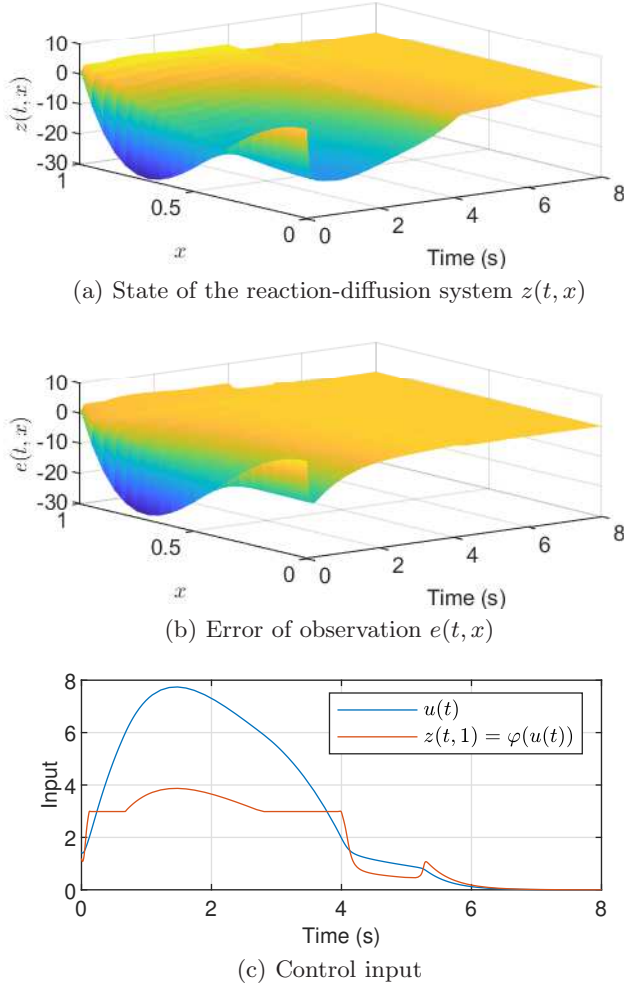 10
0
-10
-20
-30
z(t, x)
1
0.5
0
x
0
2
4
6
8
Time (s)
(a) State of the reaction-diffusion system z(t, x)
10
0
-10
-20
-30
e(t, x)
1
0.5
0
x
0
2
4
6
8
Time (s)
(b) Error of observation e(t, x)
8
6
4
2
0
Input
u(t)
z(t, 1) = φ(u(t))
0 2 4 6 8
Time (s)
(c) Control input